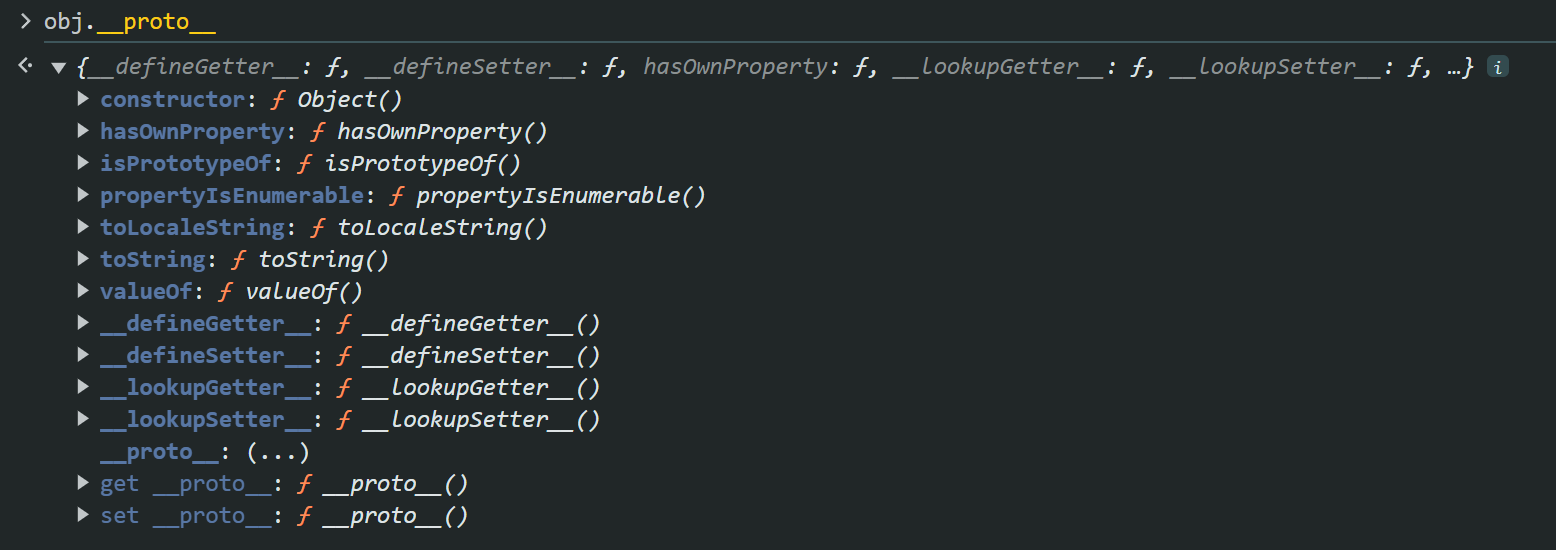 > obj.__proto__
{__defineGetter__: ƒ, __defineSetter__: ƒ, hasOwnProperty: ƒ, __lookupGetter__: ƒ, __lookupSetter__: ƒ, …} i
constructor: ƒ Object()
hasOwnProperty: ƒ hasOwnProperty()
isPrototypeOf: ƒ isPrototypeOf()
propertyIsEnumerable: ƒ propertyIsEnumerable()
toLocaleString: ƒ toLocaleString()
toString: ƒ toString()
valueOf: ƒ valueOf()
__defineGetter__: ƒ __defineGetter__()
__defineSetter__: ƒ __defineSetter__()
__lookupGetter__: ƒ __lookupGetter__()
__lookupSetter__: ƒ __lookupSetter__()
__proto__: (...)
get __proto__: ƒ __proto__()
set __proto__: ƒ __proto__()